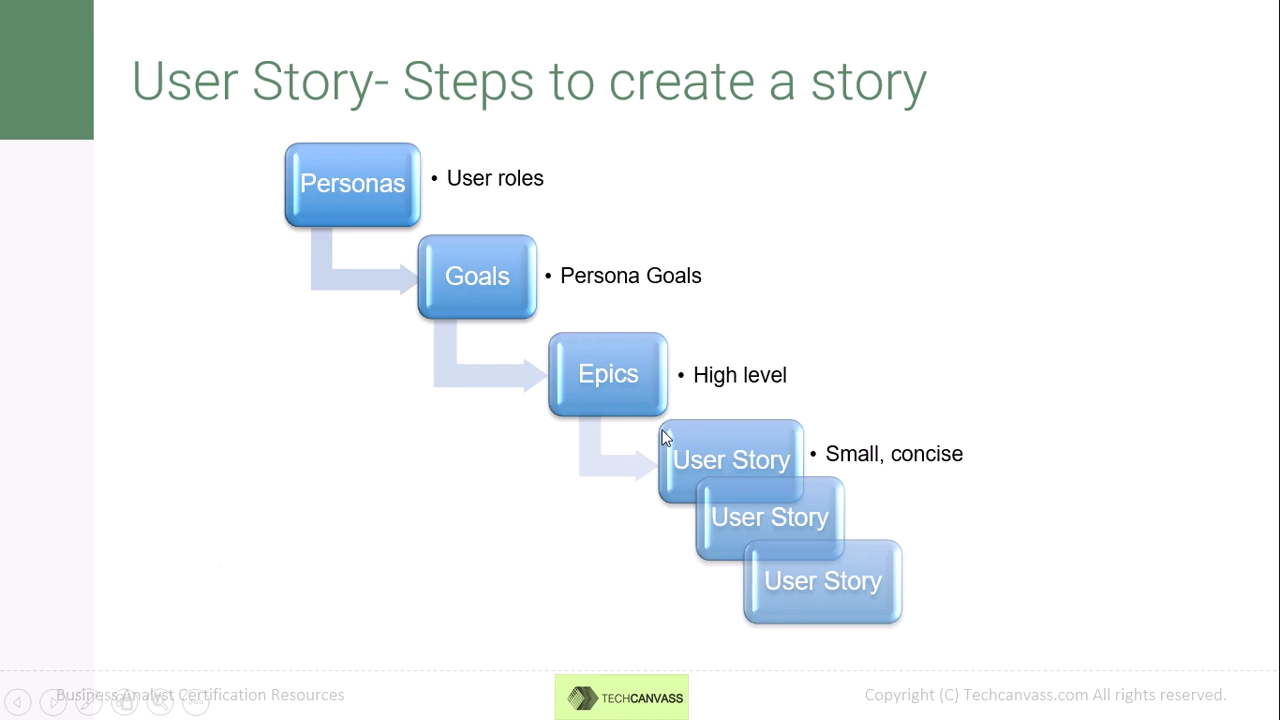 User Story- Steps to create a story
Personas
• User roles
Goals
• Persona Goals
Epics
• High level
User Story
• Small, concise
User Story
User Story
Business Analyst Certification Resources
TECHCANVASS
Copyright (C) Techcanvass.com All rights reserved.